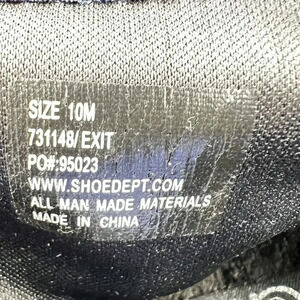 SIZE 10M
731148/EXIT
PO#:95023
WWW.SHOEDEPT.COM
ALL MAN MADE MATERIALS
MADE IN CHINA